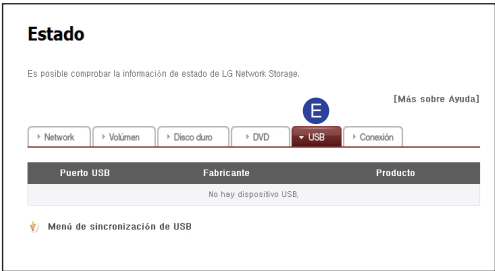 Estado
Es posible comprobar la información de estado de LG Network Storage.
[Más sobre Ayuda]
E
Network Volúmen Disco duro DVD USB Conexión
Puerto USB Fabricante Producto
No hay dispositivo USB,
Menú de sincronización de USB